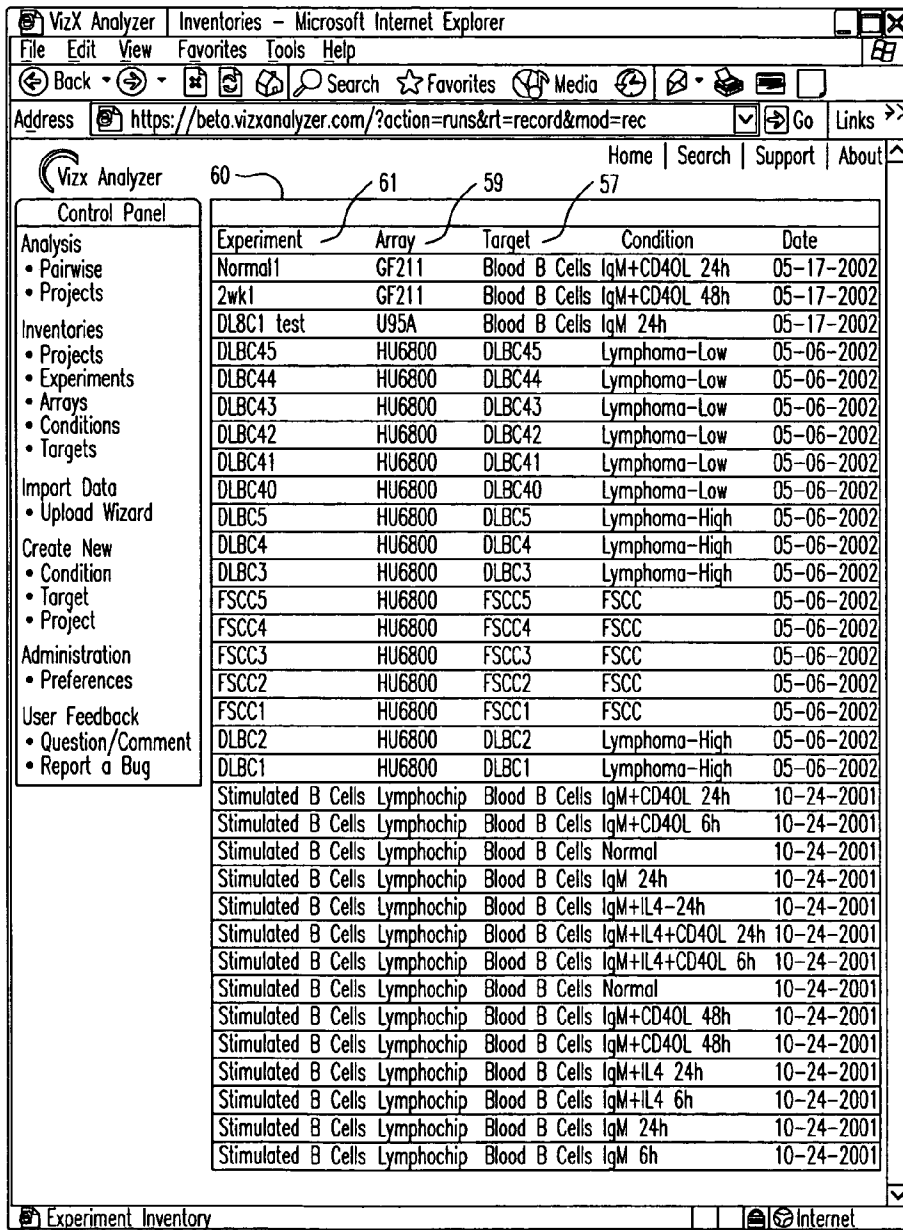 VizX Analyzer | Inventories – Microsoft Internet Explorer
File Edit View Favorites Tools Help
Back Search Favorites Media
Address https://beta.vizxanalyzer.com/?action=runs&rt=record&mod=rec Go Links >>
Home | Search | Support | About
Vizx Analyzer
60 61 59 57
Control Panel
Analysis
• Pairwise
• Projects
Inventories
• Projects
• Experiments
• Arrays
• Conditions
• Targets
Import Data
• Upload Wizard
Create New
• Condition
• Target
• Project
Administration
• Preferences
User Feedback
• Question/Comment
• Report a Bug
Experiment Array Target Condition Date
Normal1 GF211 Blood B Cells IgM+CD40L 24h 05-17-2002
2wk1 GF211 Blood B Cells IgM+CD40L 48h 05-17-2002
DL8C1 test U95A Blood B Cells IgM 24h 05-17-2002
DLBC45 HU6800 DLBC45 Lymphoma-Low 05-06-2002
DLBC44 HU6800 DLBC44 Lymphoma-Low 05-06-2002
DLBC43 HU6800 DLBC43 Lymphoma-Low 05-06-2002
DLBC42 HU6800 DLBC42 Lymphoma-Low 05-06-2002
DLBC41 HU6800 DLBC41 Lymphoma-Low 05-06-2002
DLBC40 HU6800 DLBC40 Lymphoma-Low 05-06-2002
DLBC5 HU6800 DLBC5 Lymphoma-High 05-06-2002
DLBC4 HU6800 DLBC4 Lymphoma-High 05-06-2002
DLBC3 HU6800 DLBC3 Lymphoma-High 05-06-2002
FSCC5 HU6800 FSCC5 FSCC 05-06-2002
FSCC4 HU6800 FSCC4 FSCC 05-06-2002
FSCC3 HU6800 FSCC3 FSCC 05-06-2002
FSCC2 HU6800 FSCC2 FSCC 05-06-2002
FSCC1 HU6800 FSCC1 FSCC 05-06-2002
DLBC2 HU6800 DLBC2 Lymphoma-High 05-06-2002
DLBC1 HU6800 DLBC1 Lymphoma-High 05-06-2002
Stimulated B Cells Lymphochip Blood B Cells IgM+CD40L 24h 10-24-2001
Stimulated B Cells Lymphochip Blood B Cells IgM+CD40L 6h 10-24-2001
Stimulated B Cells Lymphochip Blood B Cells Normal 10-24-2001
Stimulated B Cells Lymphochip Blood B Cells IgM 24h 10-24-2001
Stimulated B Cells Lymphochip Blood B Cells IgM+IL4-24h 10-24-2001
Stimulated B Cells Lymphochip Blood B Cells IgM+IL4+CD40L 24h 10-24-2001
Stimulated B Cells Lymphochip Blood B Cells IgM+IL4+CD40L 6h 10-24-2001
Stimulated B Cells Lymphochip Blood B Cells Normal 10-24-2001
Stimulated B Cells Lymphochip Blood B Cells IgM+CD40L 48h 10-24-2001
Stimulated B Cells Lymphochip Blood B Cells IgM+CD40L 48h 10-24-2001
Stimulated B Cells Lymphochip Blood B Cells IgM+IL4 24h 10-24-2001
Stimulated B Cells Lymphochip Blood B Cells IgM+IL4 6h 10-24-2001
Stimulated B Cells Lymphochip Blood B Cells IgM 24h 10-24-2001
Stimulated B Cells Lymphochip Blood B Cells IgM 6h 10-24-2001
Experiment Inventory Internet